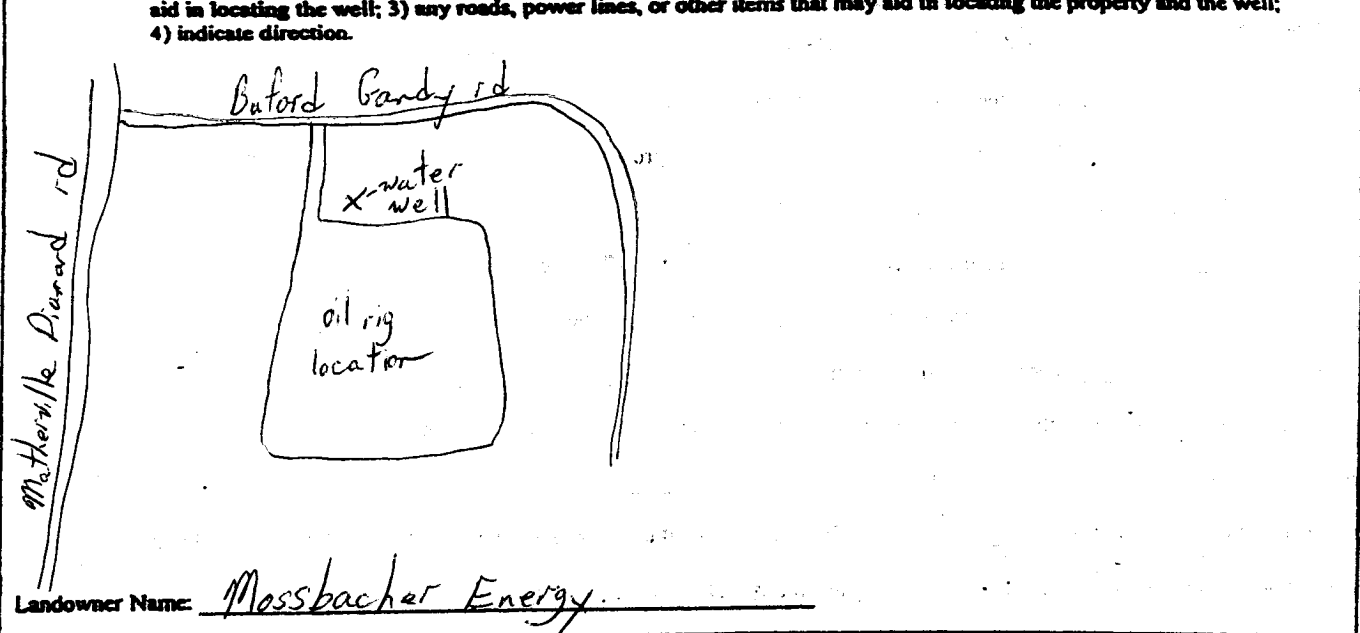 aid in locating the well; 3) any roads, power lines, or other items that may aid in locating the property and the well;
4) indicate direction.
Buford Gandy rd
x-water
well
oil rig
location
Matherville Diamard rd
Landowner Name: Mossbacher Energy